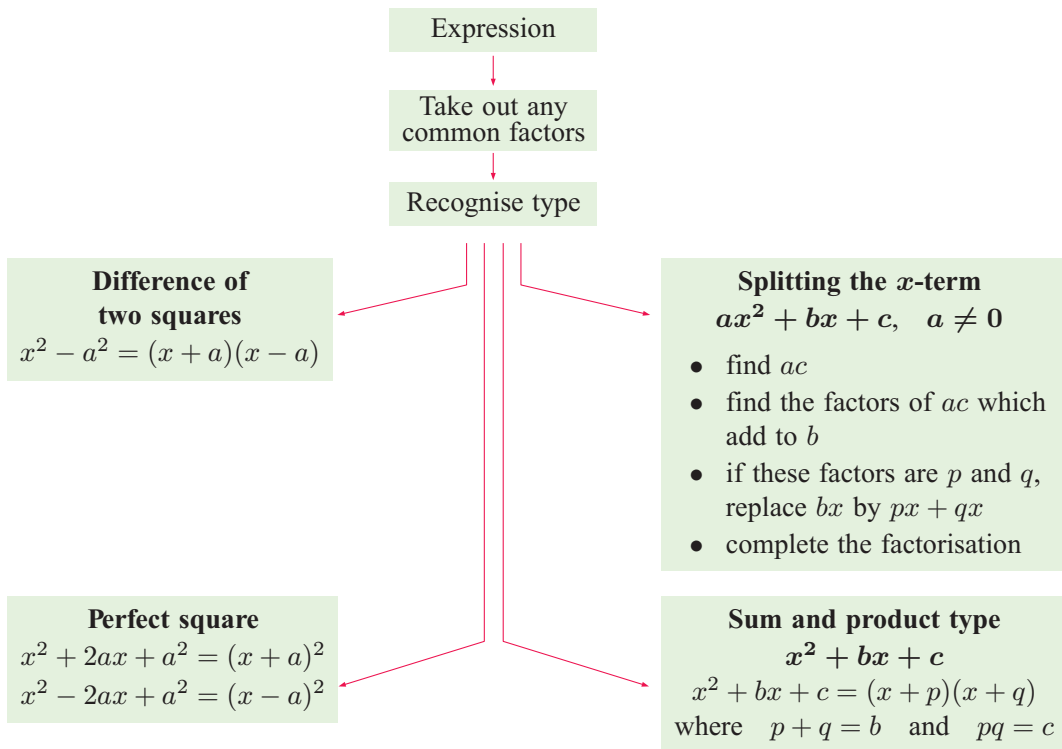 Expression
Take out any
common factors
Recognise type
Difference of
two squares
x² − a² = (x + a)(x − a)
Splitting the x-term
ax² + bx + c, a ≠ 0
• find ac
• find the factors of ac which
add to b
• if these factors are p and q,
replace bx by px + qx
• complete the factorisation
Perfect square
x² + 2ax + a² = (x + a)²
x² − 2ax + a² = (x − a)²
Sum and product type
x² + bx + c
x² + bx + c = (x + p)(x + q)
where p + q = b and pq = c